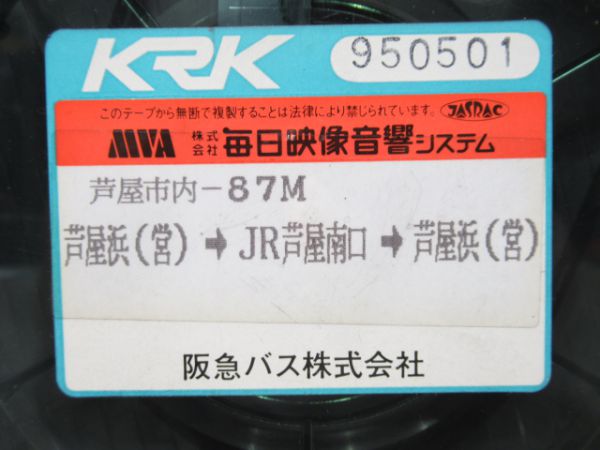 KRK 950501
このテープから無断で複製することは法律により禁じられています。 JASRAC
MVA 株式会社 毎日映像音響システム
芦屋市内-87M
芦屋浜(営)➡JR芦屋南口➡芦屋浜(営)
阪急バス株式会社